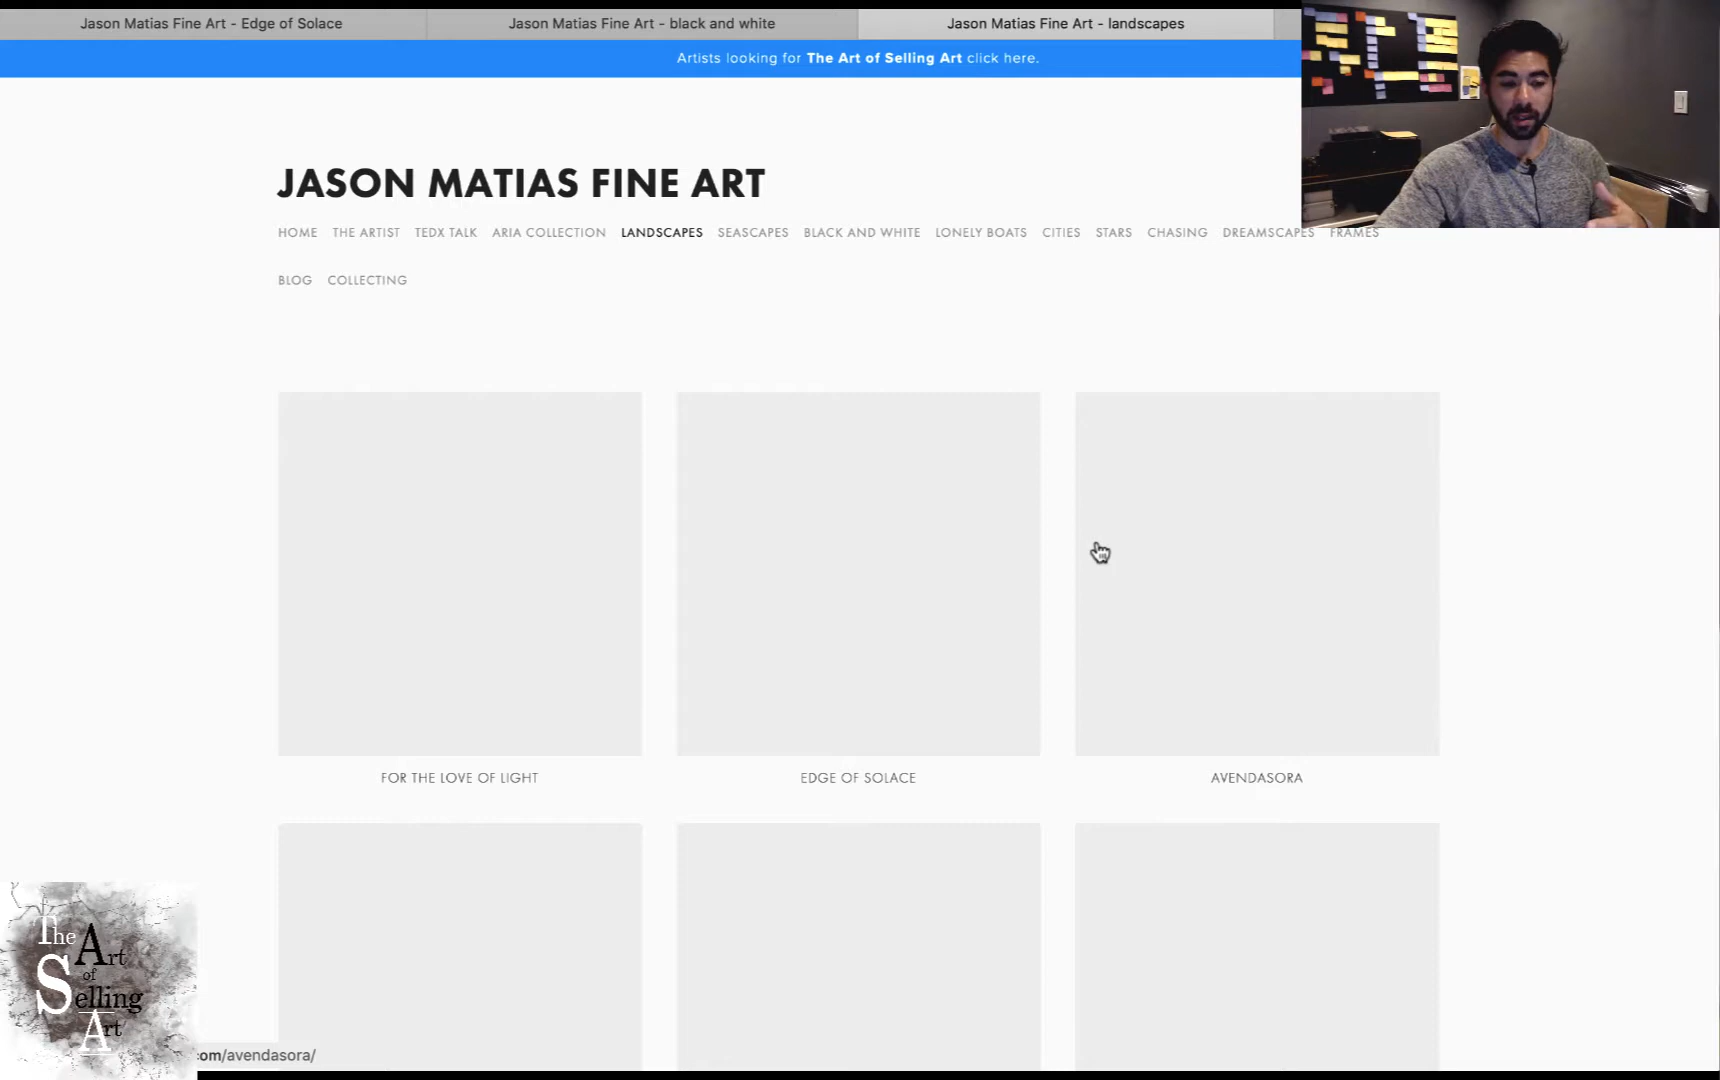 Jason Matias Fine Art - Edge of Solace
Jason Matias Fine Art - black and white
Jason Matias Fine Art - landscapes
Artists looking for The Art of Selling Art click here.
JASON MATIAS FINE ART
HOME THE ARTIST TEDX TALK ARIA COLLECTION LANDSCAPES SEASCAPES BLACK AND WHITE LONELY BOATS CITIES STARS CHASING DREAMSCAPES FRAMES
BLOG COLLECTING
FOR THE LOVE OF LIGHT
EDGE OF SOLACE
AVENDASORA
The
Art
of
Selling
Art
com/avendasora/